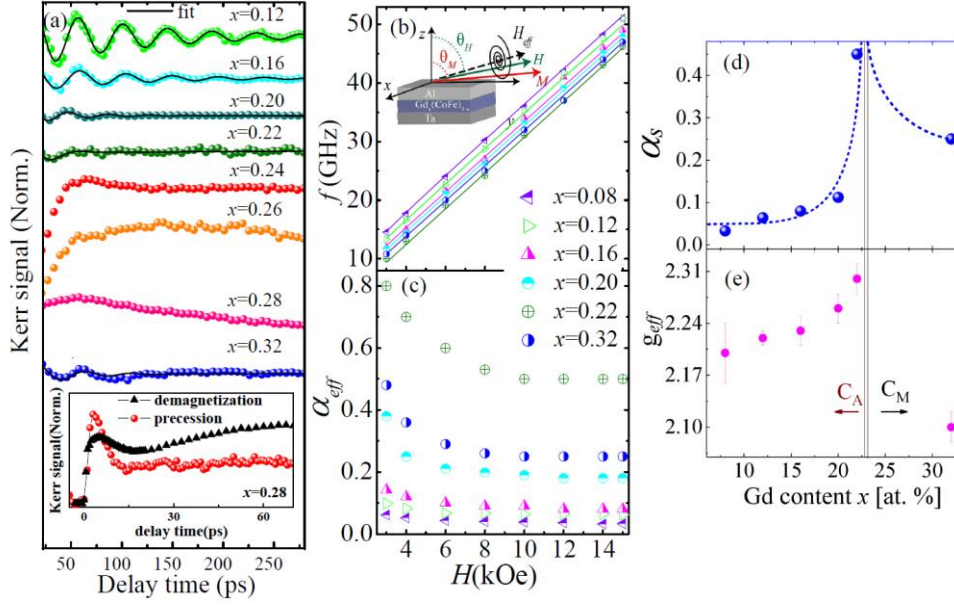 (a)
fit
x=0.12
0.16
x=0.20
x=0.22
x=0.24
x=0.26
x=0.28
x=0.32
Kerr signal (Norm.)
50 100 150 200 250
Delay time (ps)
demagnetization
precession
Kerr signal(Norm.)
x=0.28
0 30 60
delay time(ps)
(b)
50
40
30
20
10
f (GHz)
z
θH
θM
Heff
H
M
x
y
Al
Ta
x=0.08
x=0.12
x=0.16
x=0.20
x=0.22
x=0.32
(c)
0.8
0.6
0.4
0.2
0.0
αeff
4 6 8 10 12 14
H(kOe)
(d)
0.4
0.3
0.2
0.1
0.0
αs
(e)
2.31
2.24
2.17
2.10
geff
CA
CM
10 15 20 25 30
Gd content x [at. %]